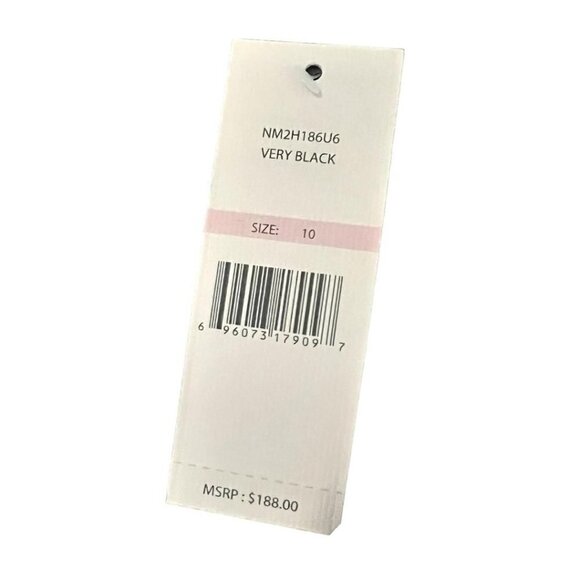 NM2H186U6
VERY BLACK
SIZE: 10
6 96073 17909 7
MSRP : $188.00